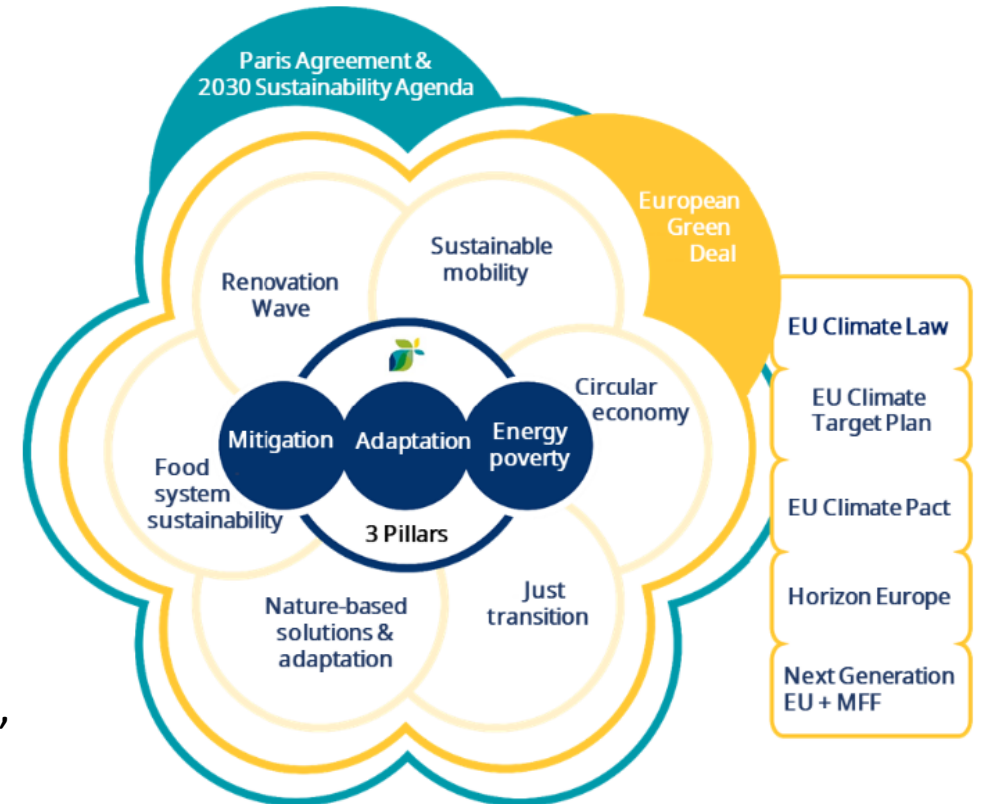 Paris Agreement &
2030 Sustainability Agenda
European
Green
Deal
Sustainable
mobility
Renovation
Wave
EU Climate Law
Circular
economy
EU Climate
Target Plan
Mitigation
Adaptation
Energy
poverty
Food
system
sustainability
3 Pillars
EU Climate Pact
Nature-based
solutions &
adaptation
Just
transition
Horizon Europe
Next Generation
EU + MFF
,